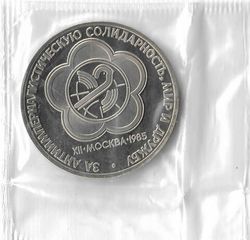 ЗА АНТИИМПЕРИАЛИСТИЧЕСКУЮ СОЛИДАРНОСТЬ, МИР И ДРУЖБУ
XII · МОСКВА · 1985